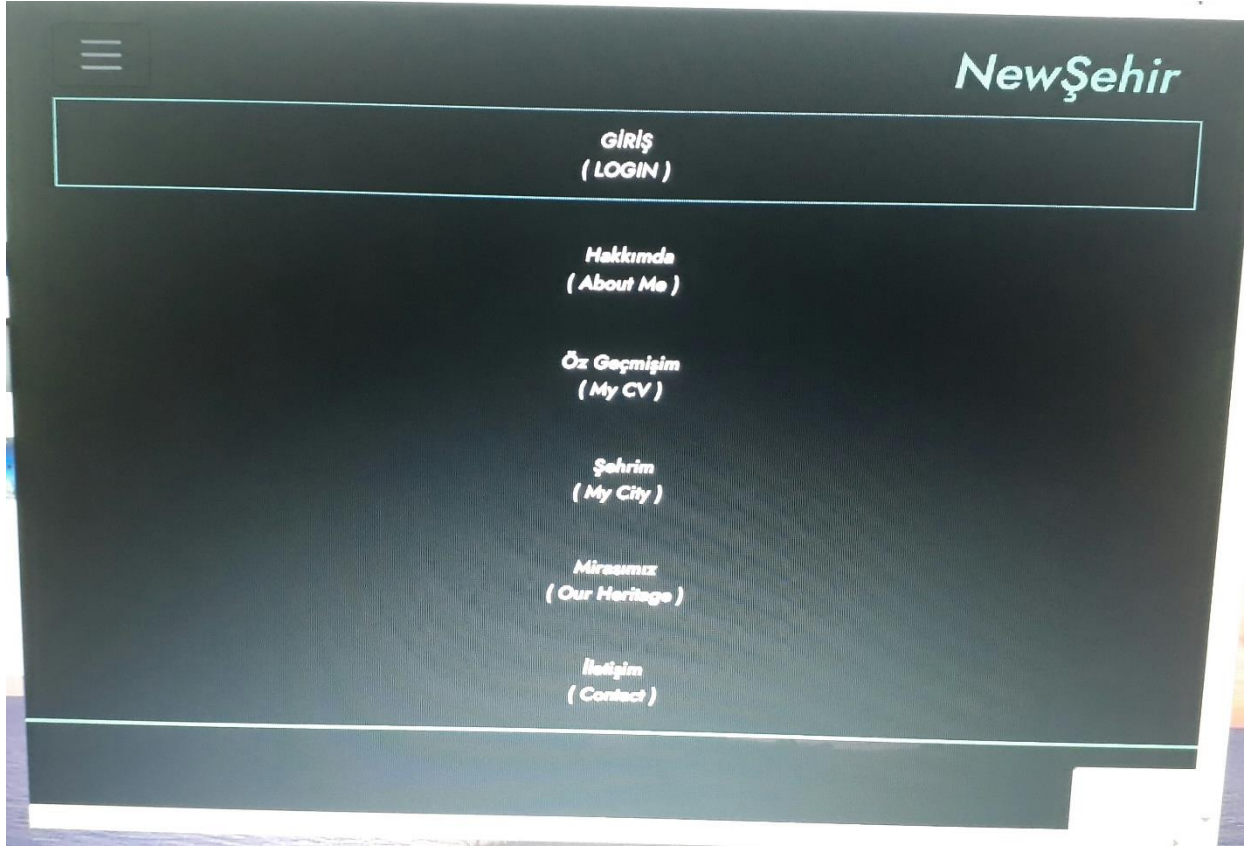 NewŞehir
GİRİŞ
( LOGIN )
Hakkımda
( About Me )
Öz Geçmişim
( My CV )
Şehrim
( My City )
Mirasımız
( Our Heritage )
İletişim
( Contact )